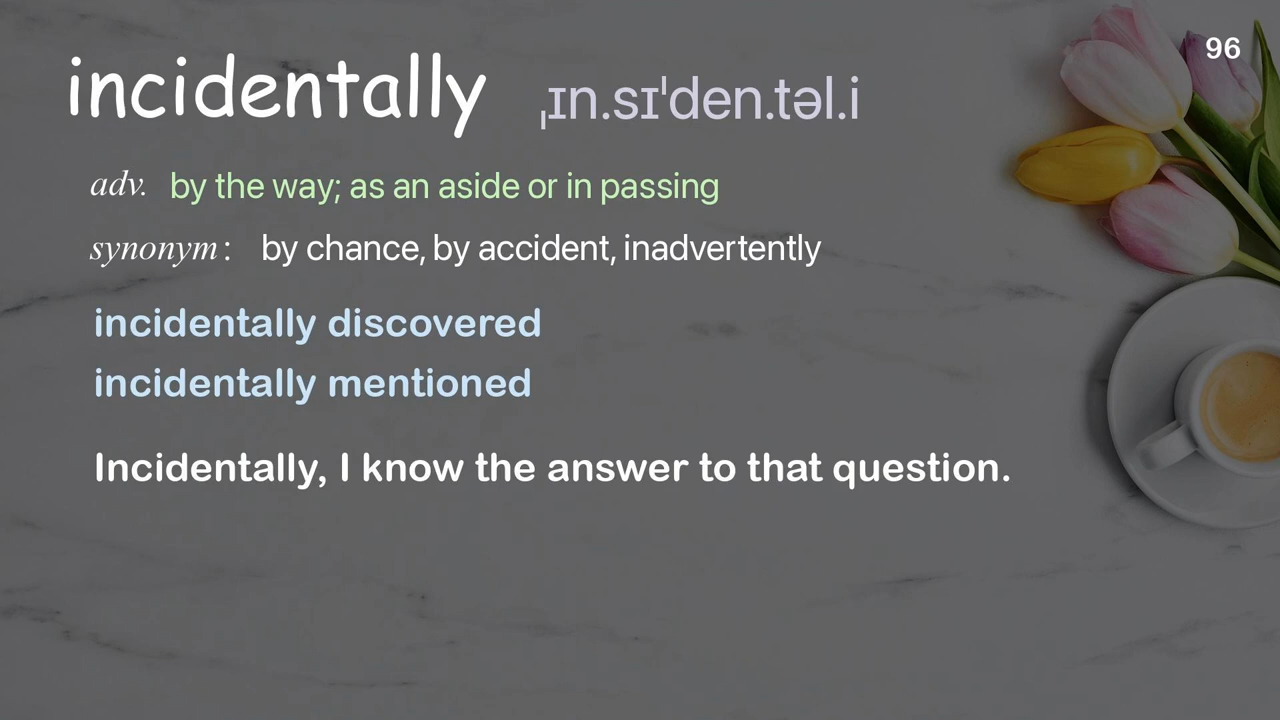 96
incidentally ˌɪn.sɪˈden.təl.i
adv. by the way; as an aside or in passing
synonym: by chance, by accident, inadvertently
incidentally discovered
incidentally mentioned
Incidentally, I know the answer to that question.